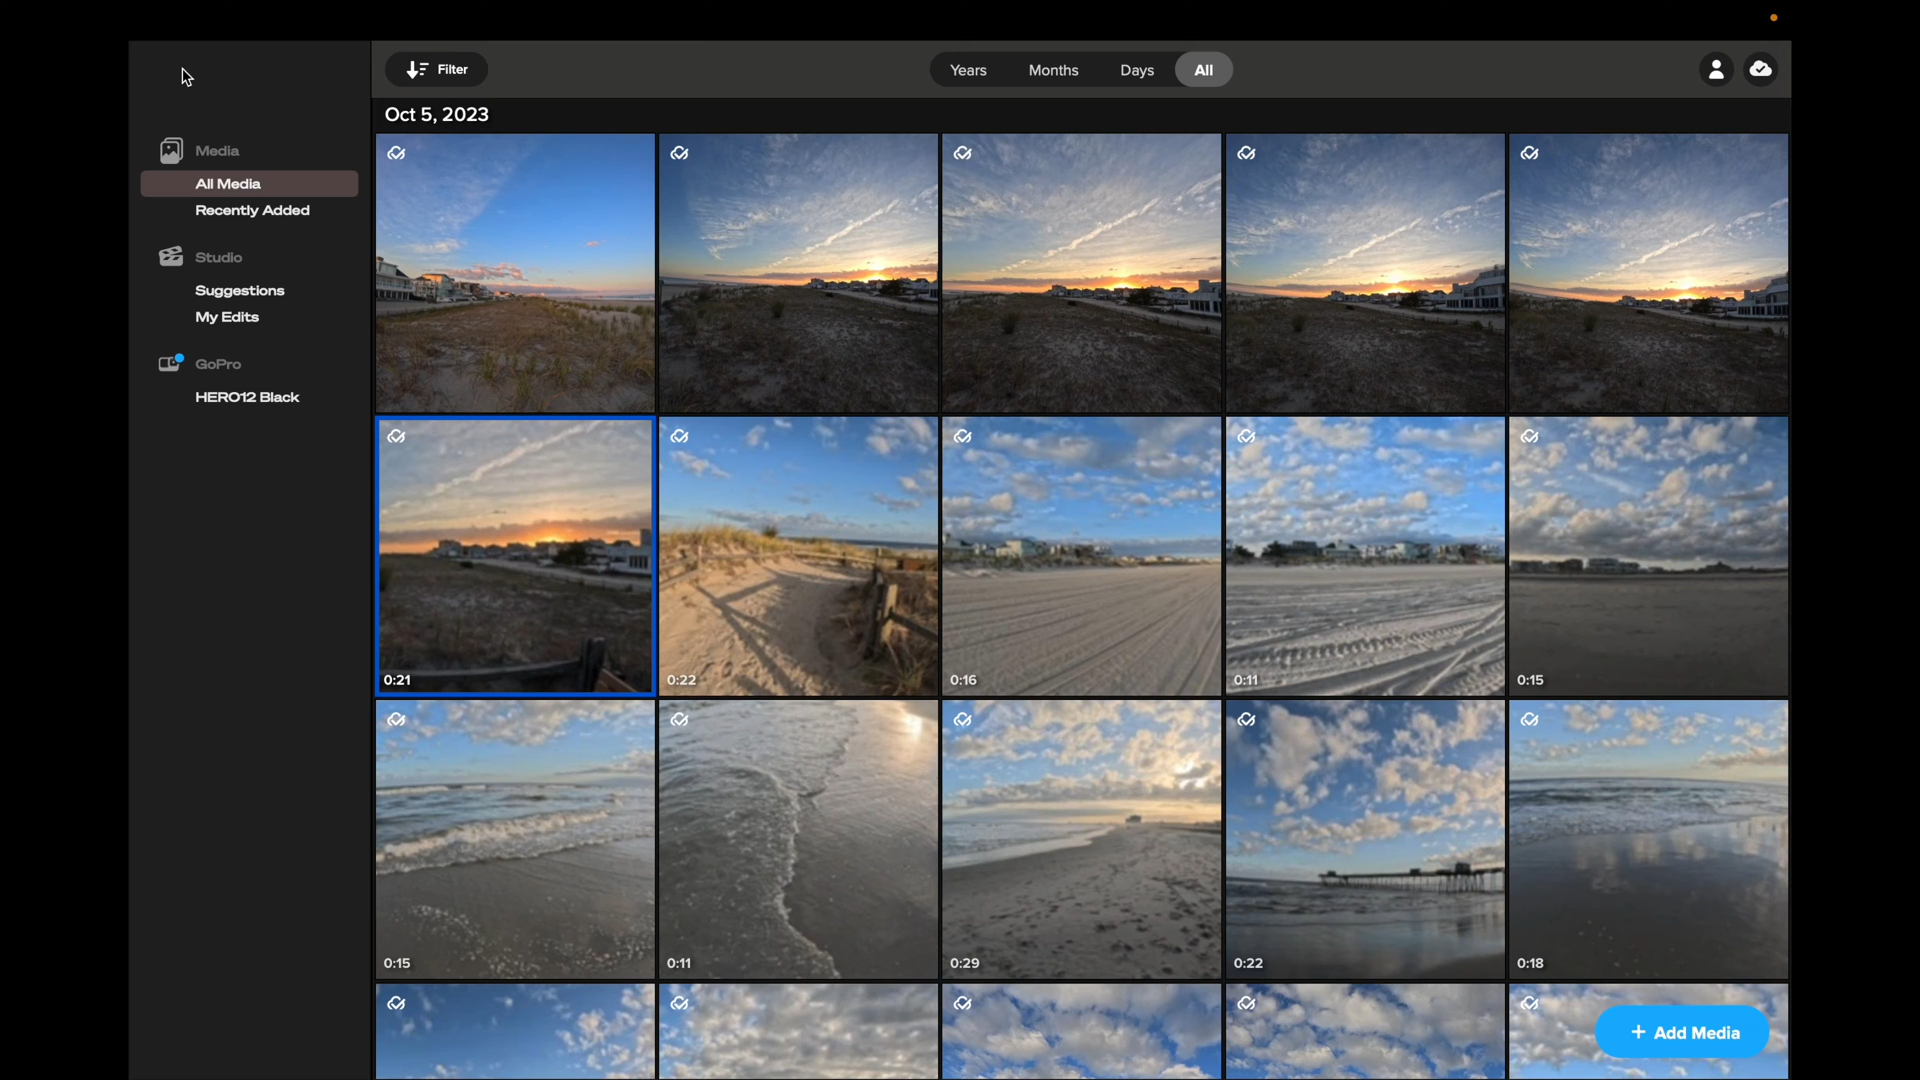 Filter
Years Months Days All
Oct 5, 2023
Media
All Media
Recently Added
Studio
Suggestions
My Edits
GoPro
HERO12 Black
0:21 0:22 0:16 0:11 0:15
0:15 0:11 0:29 0:22 0:18
+ Add Media